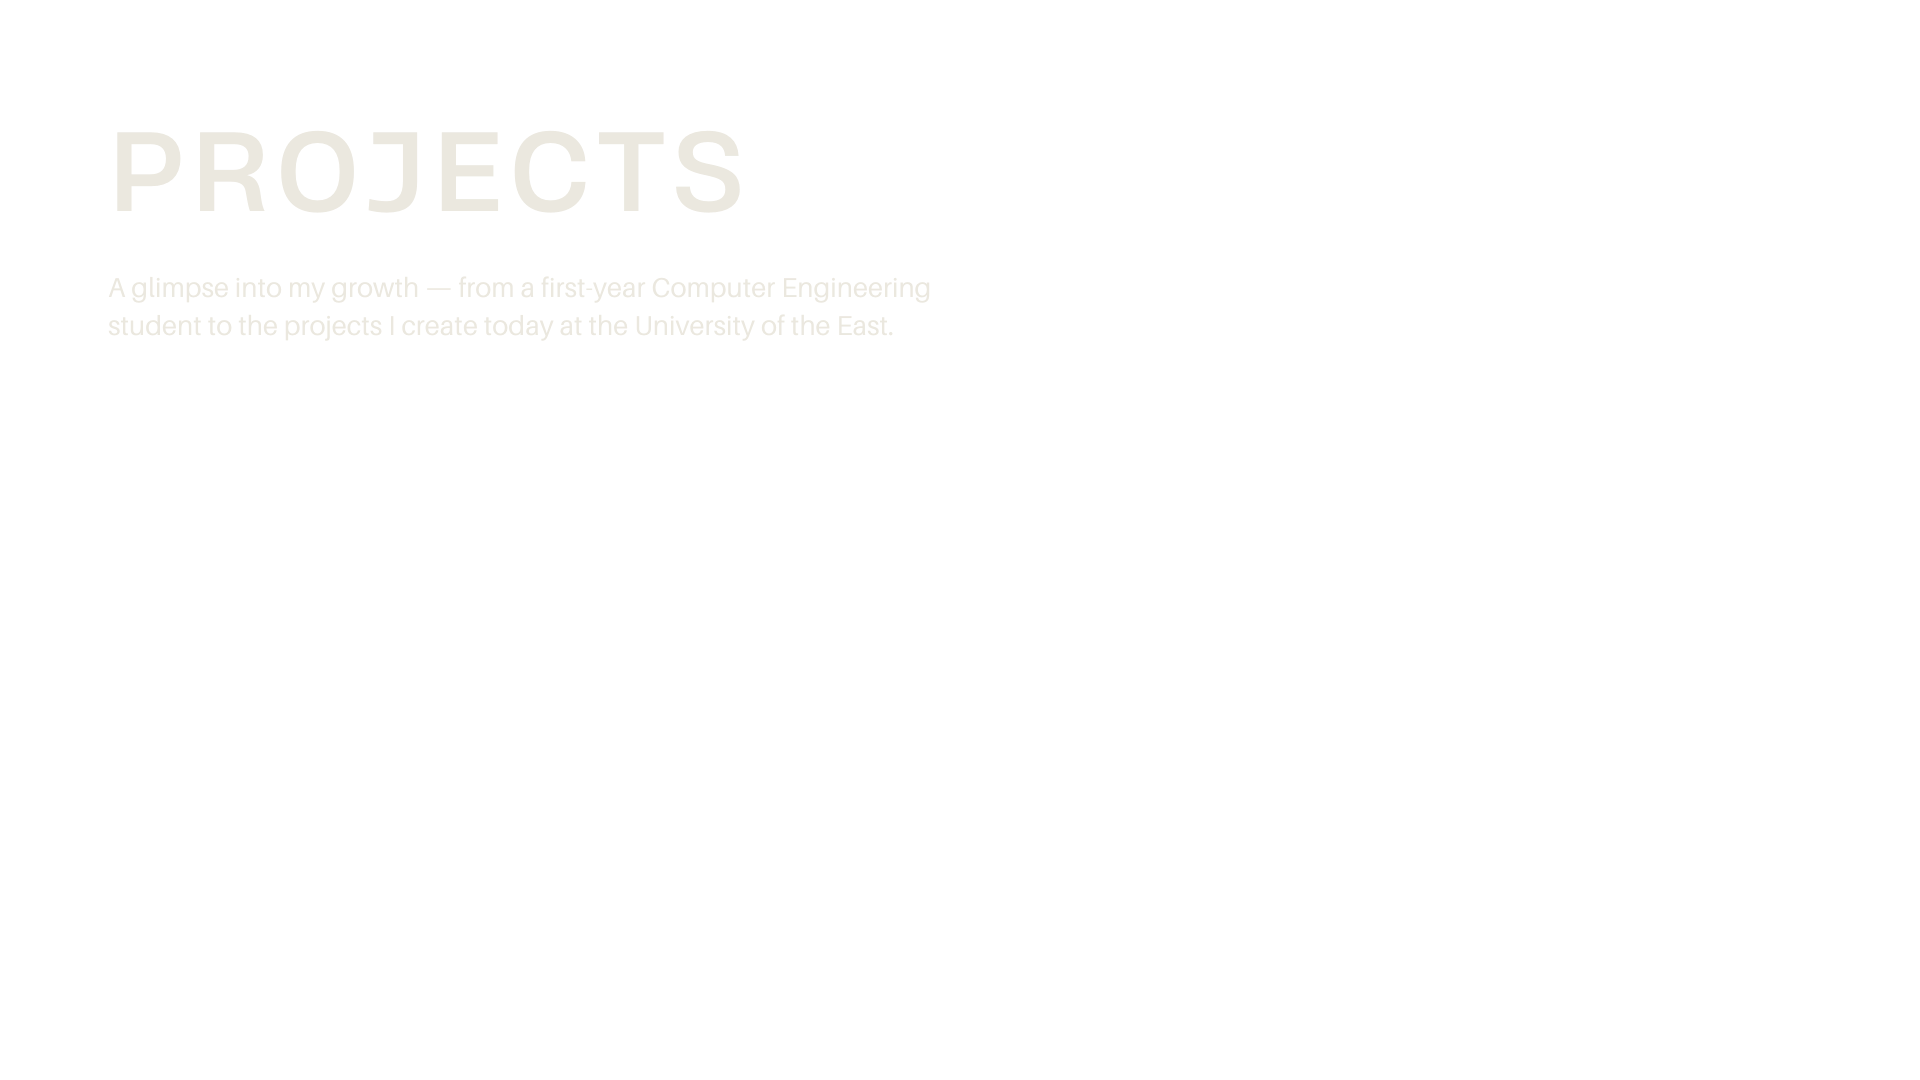 PROJECTS
A glimpse into my growth — from a first-year Computer Engineering
student to the projects I create today at the University of the East.